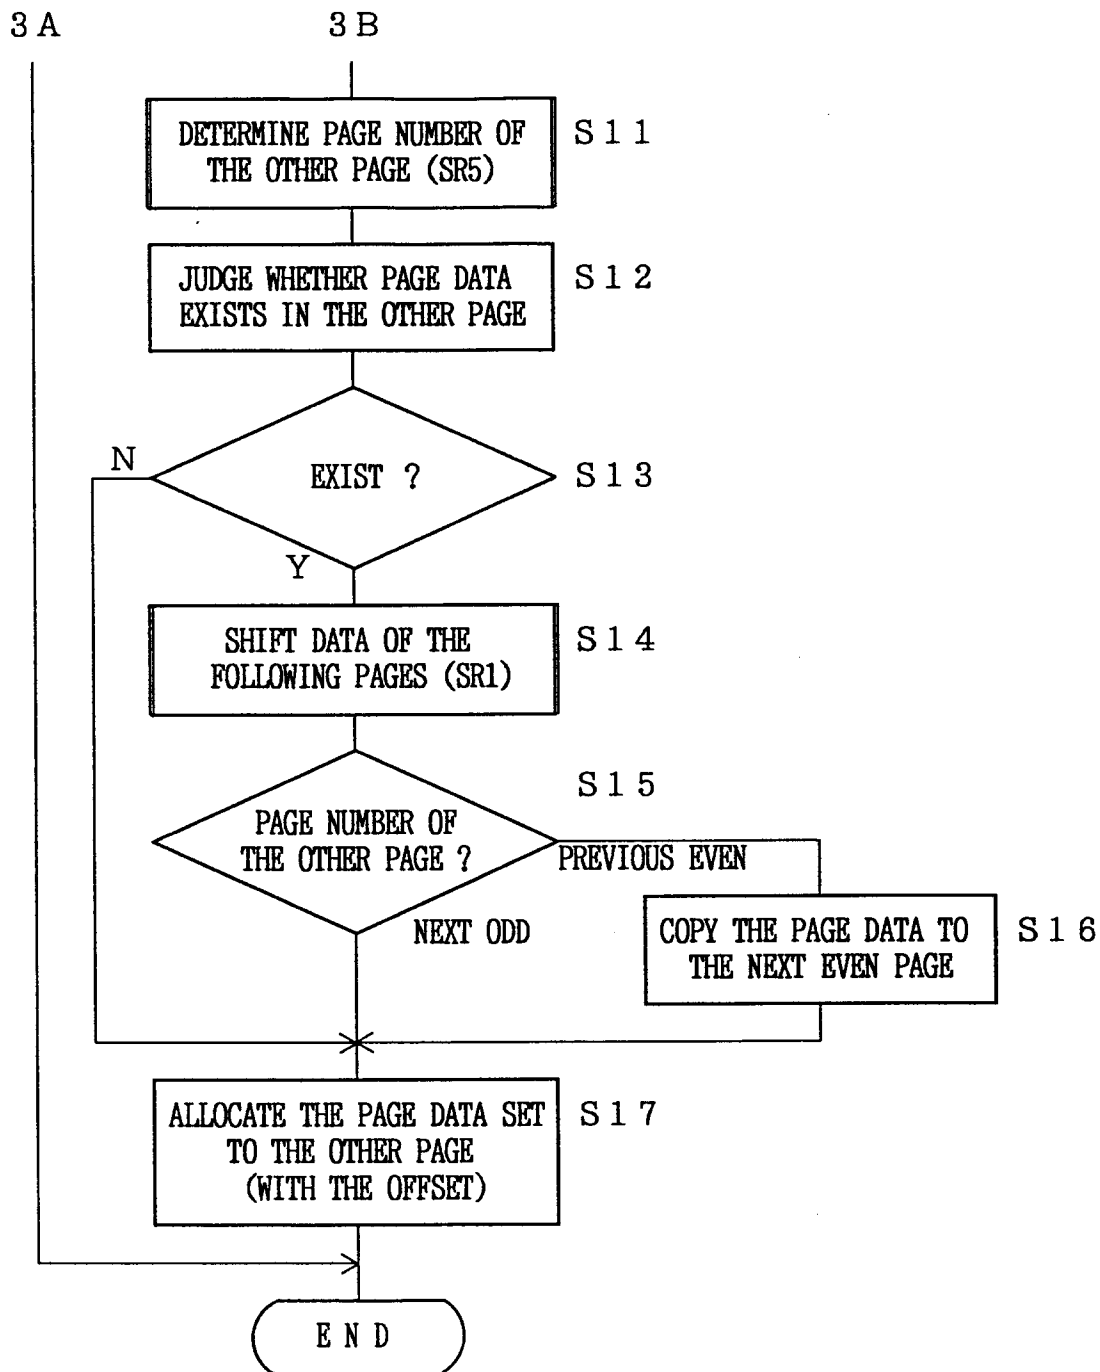 3A 3B
DETERMINE PAGE NUMBER OF
THE OTHER PAGE (SR5)
S11
JUDGE WHETHER PAGE DATA
EXISTS IN THE OTHER PAGE
S12
N
EXIST ?
S13
Y
SHIFT DATA OF THE
FOLLOWING PAGES (SR1)
S14
S15
PAGE NUMBER OF
THE OTHER PAGE ?
PREVIOUS EVEN
NEXT ODD
COPY THE PAGE DATA TO
THE NEXT EVEN PAGE
S16
ALLOCATE THE PAGE DATA SET
TO THE OTHER PAGE
(WITH THE OFFSET)
S17
END